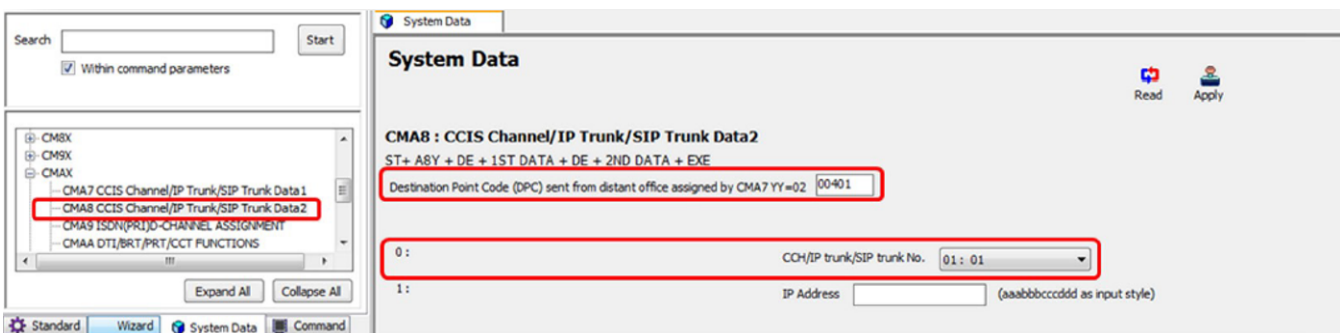 Search
Start
Within command parameters
CM8X
CM9X
CMAX
CMA7 CCIS Channel/IP Trunk/SIP Trunk Data1
CMA8 CCIS Channel/IP Trunk/SIP Trunk Data2
CMA9 ISDN(PRI)D-CHANNEL ASSIGNMENT
CMAA DTI/BRT/PRT/CCT FUNCTIONS
Expand All Collapse All
Standard Wizard System Data Command
System Data
System Data
Read Apply
CMA8 : CCIS Channel/IP Trunk/SIP Trunk Data2
ST+ A8Y + DE + 1ST DATA + DE + 2ND DATA + EXE
Destination Point Code (DPC) sent from distant office assigned by CMA7 YY=02 00401
0 : CCH/IP trunk/SIP trunk No. 01: 01
1: IP Address (aaabbbcccddd as input style)